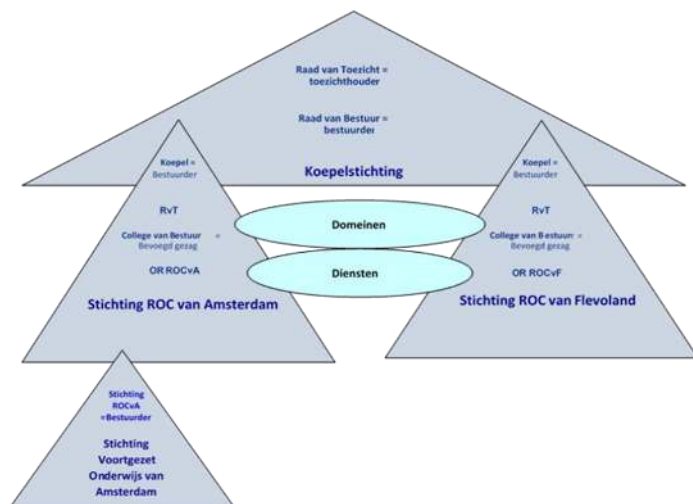 Raad van Toezicht =
toezichthouder
Raad van Bestuur =
bestuurder
Koepelstichting
Koepel =
Bestuurder
RvT
College van Bestuur =
Bevoegd gezag
OR ROCvA
Stichting ROC van Amsterdam
Domeinen
Diensten
Koepel =
Bestuurder
RvT
College van Bestuur =
Bevoegd gezag
OR ROCvF
Stichting ROC van Flevoland
Stichting
ROCvA
=Bestuurder
Stichting
Voortgezet
Onderwijs van
Amsterdam